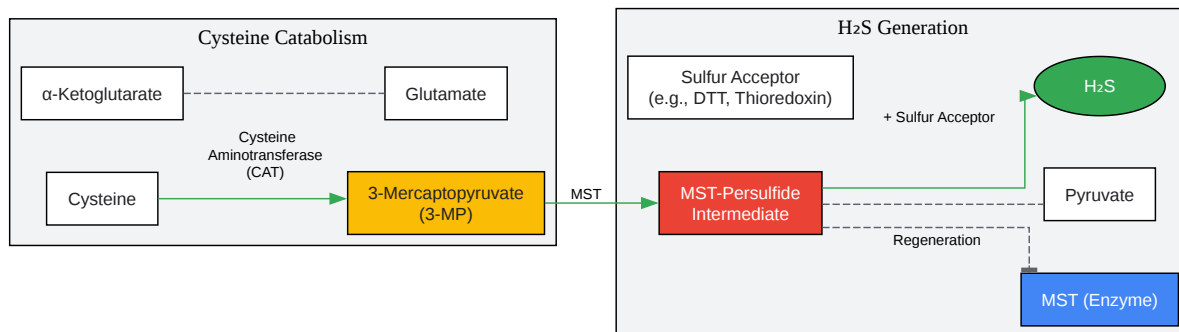 Cysteine Catabolism
α-Ketoglutarate
Glutamate
Cysteine
Aminotransferase
(CAT)
Cysteine
3-Mercaptopyruvate
(3-MP)
MST
H₂S Generation
Sulfur Acceptor
(e.g., DTT, Thioredoxin)
H₂S
+ Sulfur Acceptor
MST-Persulfide
Intermediate
Pyruvate
Regeneration
MST (Enzyme)